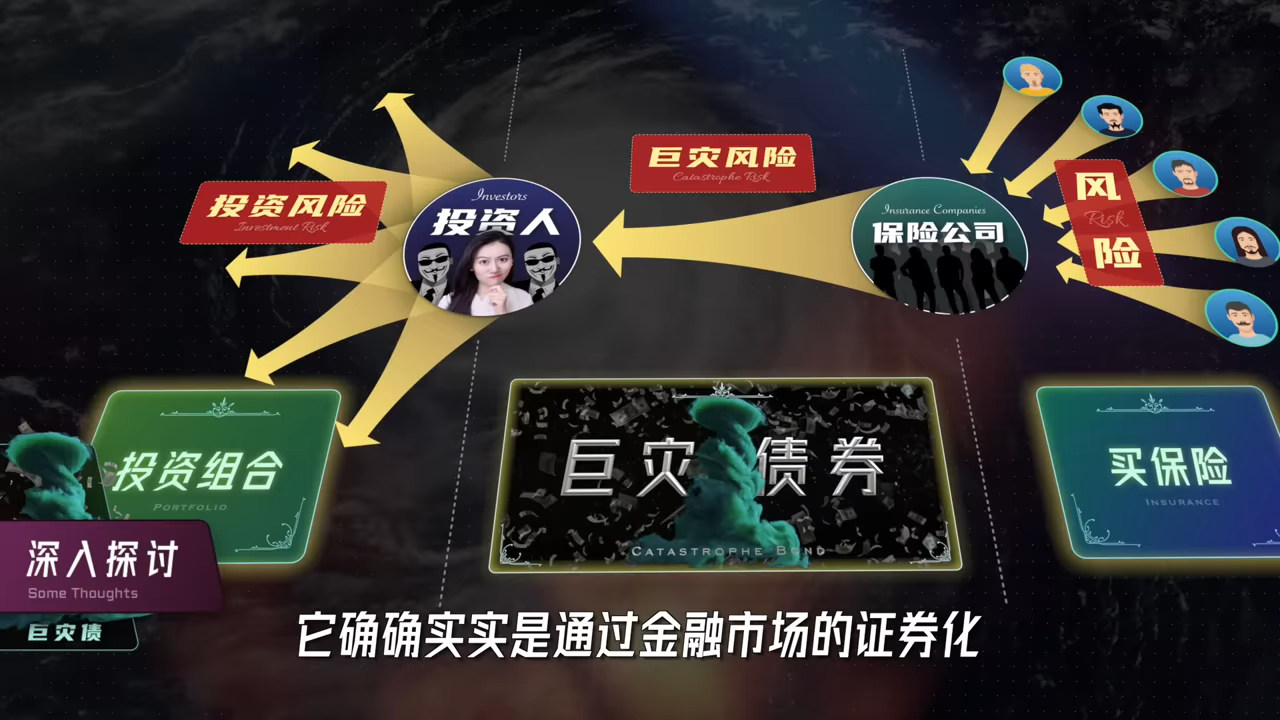 巨灾风险
Catastrophe Risk
风
Risk
险
投资风险
Investment Risk
Investors
投资人
Insurance Companies
保险公司
投资组合
PORTFOLIO
巨灾债券
CATASTROPHE BOND
买保险
INSURANCE
深入探讨
Some Thoughts
巨灾债
它确确实实是通过金融市场的证券化